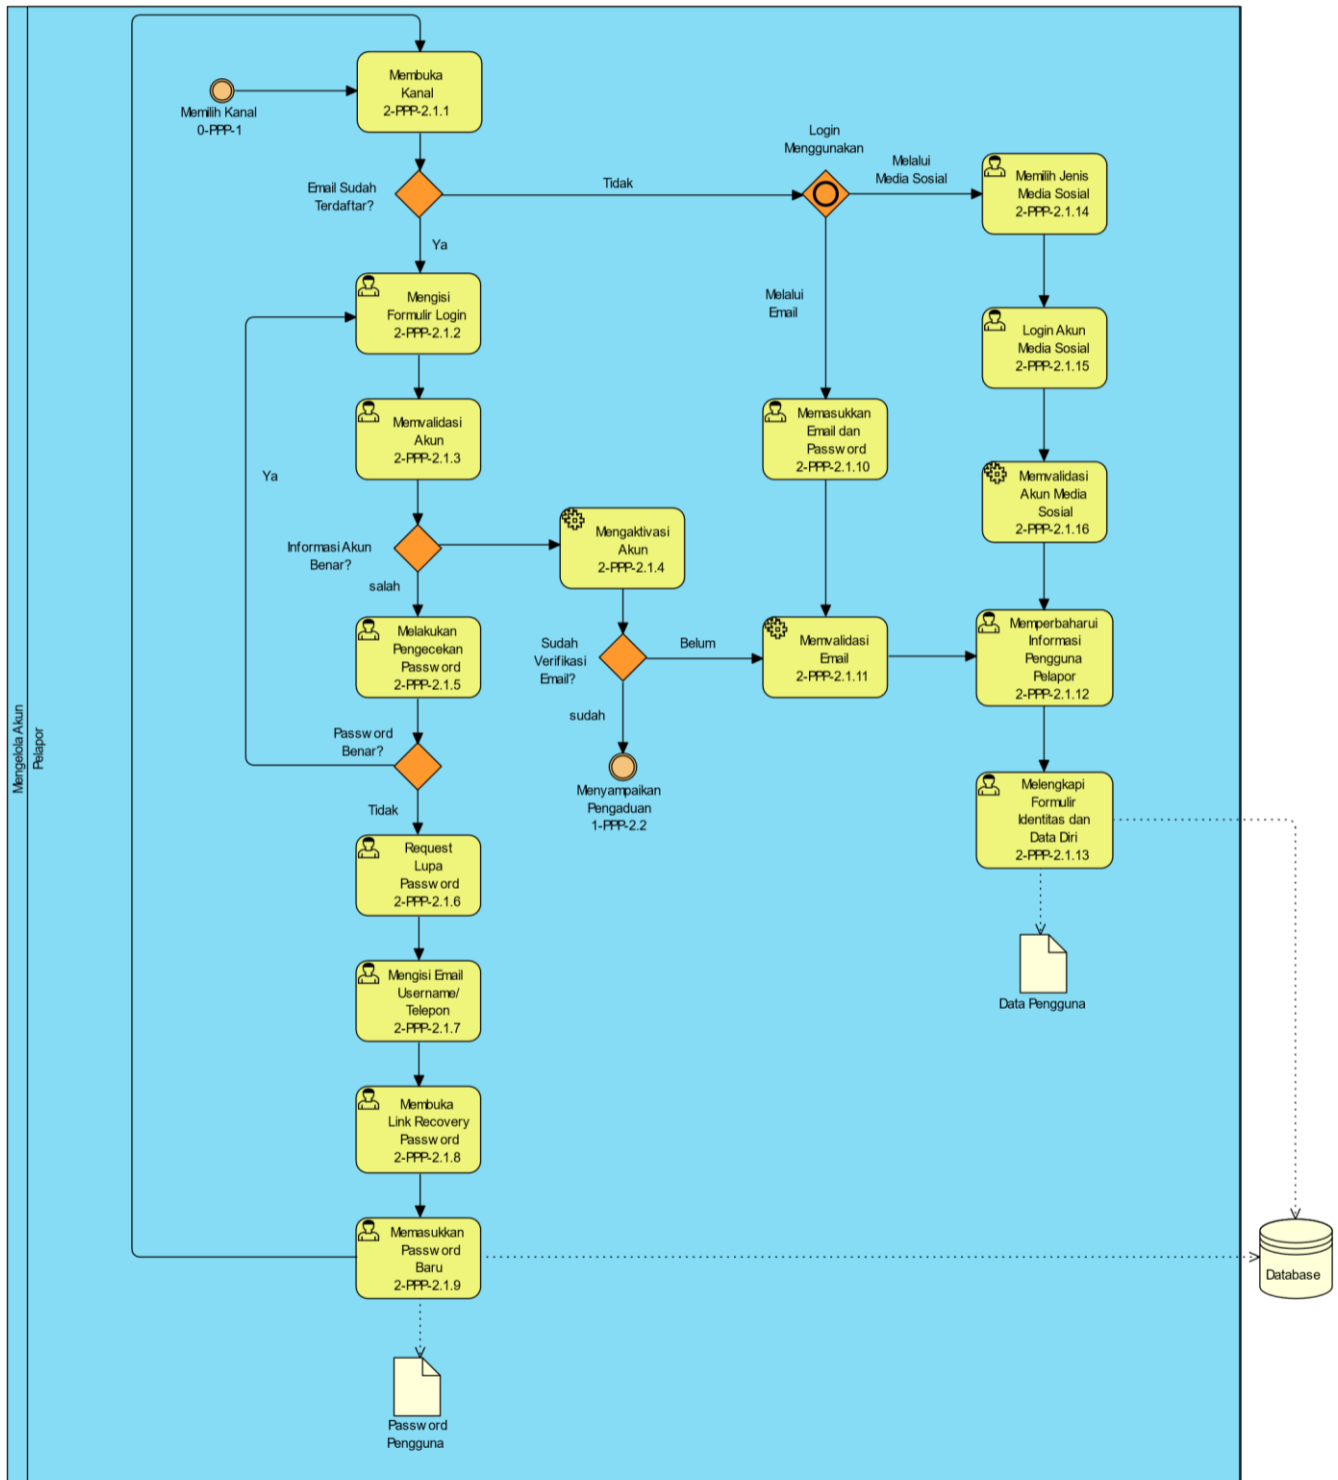 Mengelola Akun
Pelapor
Memilih Kanal
0-PPP-1
Membuka
Kanal
2-PPP-2.1.1
Email Sudah
Terdaftar?
Tidak
Ya
Login
Menggunakan
Melalui
Media Sosial
Memilih Jenis
Media Sosial
2-PPP-2.1.14
Mengisi
Formulir Login
2-PPP-2.1.2
Melalui
Email
Login Akun
Media Sosial
2-PPP-2.1.15
Memvalidasi
Akun
2-PPP-2.1.3
Memasukkan
Email dan
Password
2-PPP-2.1.10
Ya
Memvalidasi
Akun Media
Sosial
2-PPP-2.1.16
Informasi Akun
Benar?
salah
Mengaktivasi
Akun
2-PPP-2.1.4
Melakukan
Pengecekan
Password
2-PPP-2.1.5
Sudah
Verifikasi
Email?
Belum
sudah
Memvalidasi
Email
2-PPP-2.1.11
Memperbaharui
Informasi
Pengguna
Pelapor
2-PPP-2.1.12
Password
Benar?
Tidak
Menyampaikan
Pengaduan
1-PPP-2.2
Melengkapi
Formulir
Identitas dan
Data Diri
2-PPP-2.1.13
Request
Lupa
Password
2-PPP-2.1.6
Mengisi Email
Username/
Telepon
2-PPP-2.1.7
Data Pengguna
Membuka
Link Recovery
Password
2-PPP-2.1.8
Memasukkan
Password
Baru
2-PPP-2.1.9
Database
Password
Pengguna